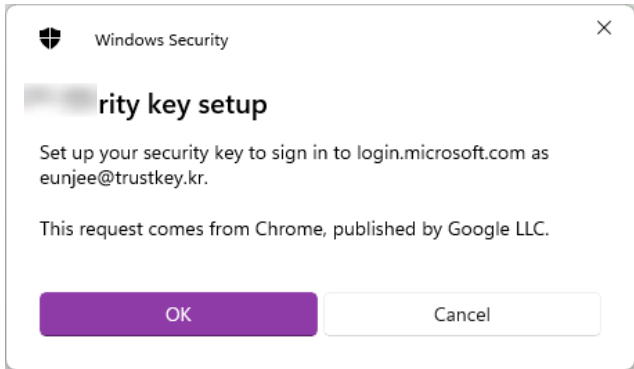 Windows Security
rity key setup
Set up your security key to sign in to login.microsoft.com as
eunjee@trustkey.kr.
This request comes from Chrome, published by Google LLC.
OK
Cancel